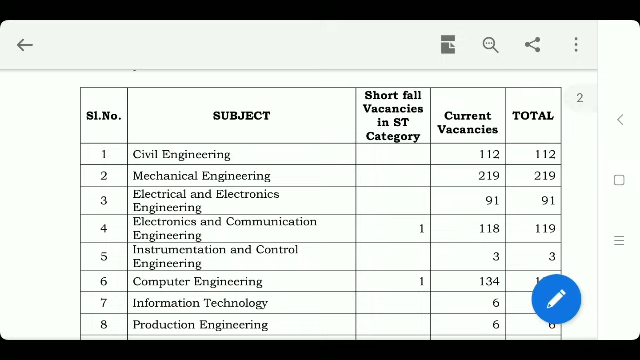 2
Sl.No. SUBJECT Short fall Vacancies in ST Category Current Vacancies TOTAL
1 Civil Engineering 112 112
2 Mechanical Engineering 219 219
3 Electrical and Electronics Engineering 91 91
4 Electronics and Communication Engineering 1 118 119
5 Instrumentation and Control Engineering 3 3
6 Computer Engineering 1 134
7 Information Technology 6
8 Production Engineering 6 6